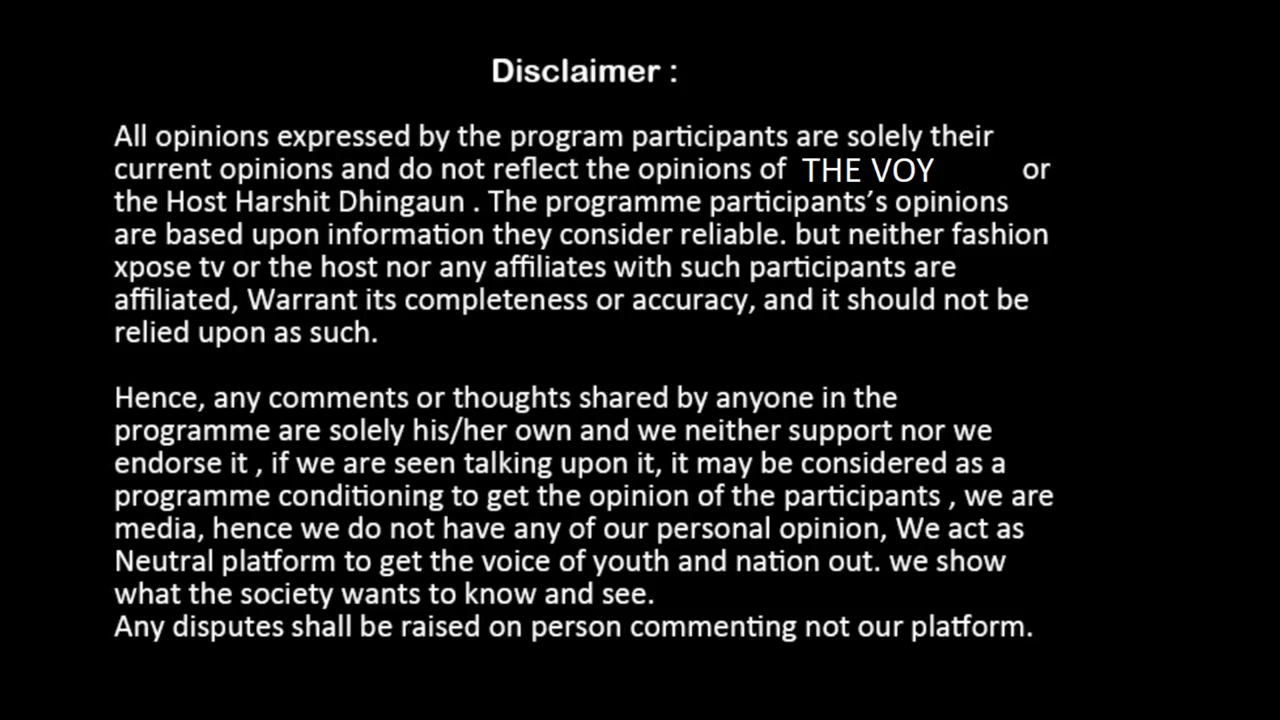 Disclaimer :
All opinions expressed by the program participants are solely their
current opinions and do not reflect the opinions of THE VOY or
the Host Harshit Dhingaun . The programme participants’s opinions
are based upon information they consider reliable. but neither fashion
xpose tv or the host nor any affiliates with such participants are
affiliated, Warrant its completeness or accuracy, and it should not be
relied upon as such.
Hence, any comments or thoughts shared by anyone in the
programme are solely his/her own and we neither support nor we
endorse it , if we are seen talking upon it, it may be considered as a
programme conditioning to get the opinion of the participants , we are
media, hence we do not have any of our personal opinion, We act as
Neutral platform to get the voice of youth and nation out. we show
what the society wants to know and see.
Any disputes shall be raised on person commenting not our platform.